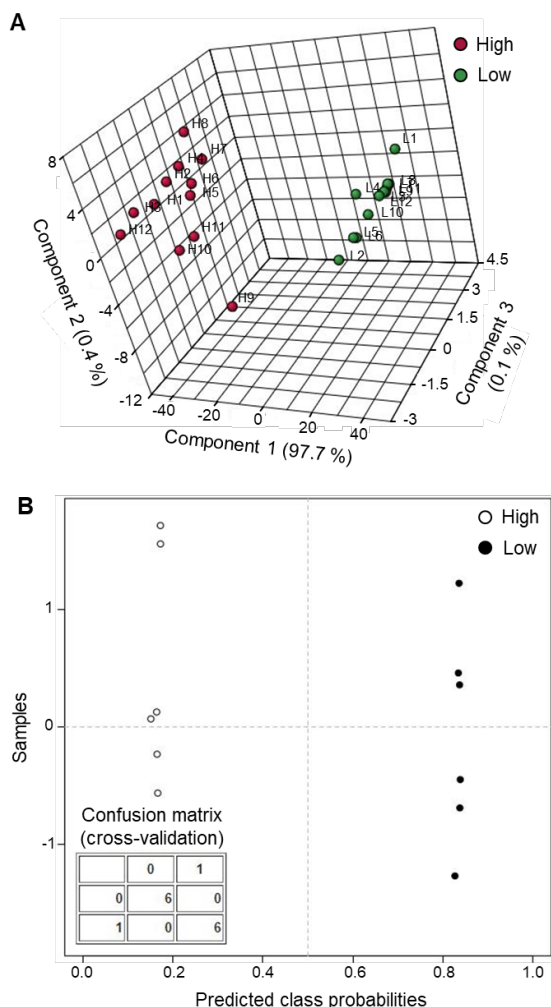 A
High
Low
H8
H7
H4
H2
H6
H5
H1
H3
H12
H11
H10
H9
L1
L4
L10
L5
L6
L2
8
4
0
-4
-8
-12
Component 2 (0.4 %)
-40
-20
0
20
40
Component 1 (97.7 %)
4.5
3
1.5
0
-1.5
-3
Component 3
(0.1 %)
B
High
Low
1
0
-1
Samples
Confusion matrix
(cross-validation)
0 1
0 6 0
1 0 6
0.0 0.2 0.4 0.6 0.8 1.0
Predicted class probabilities